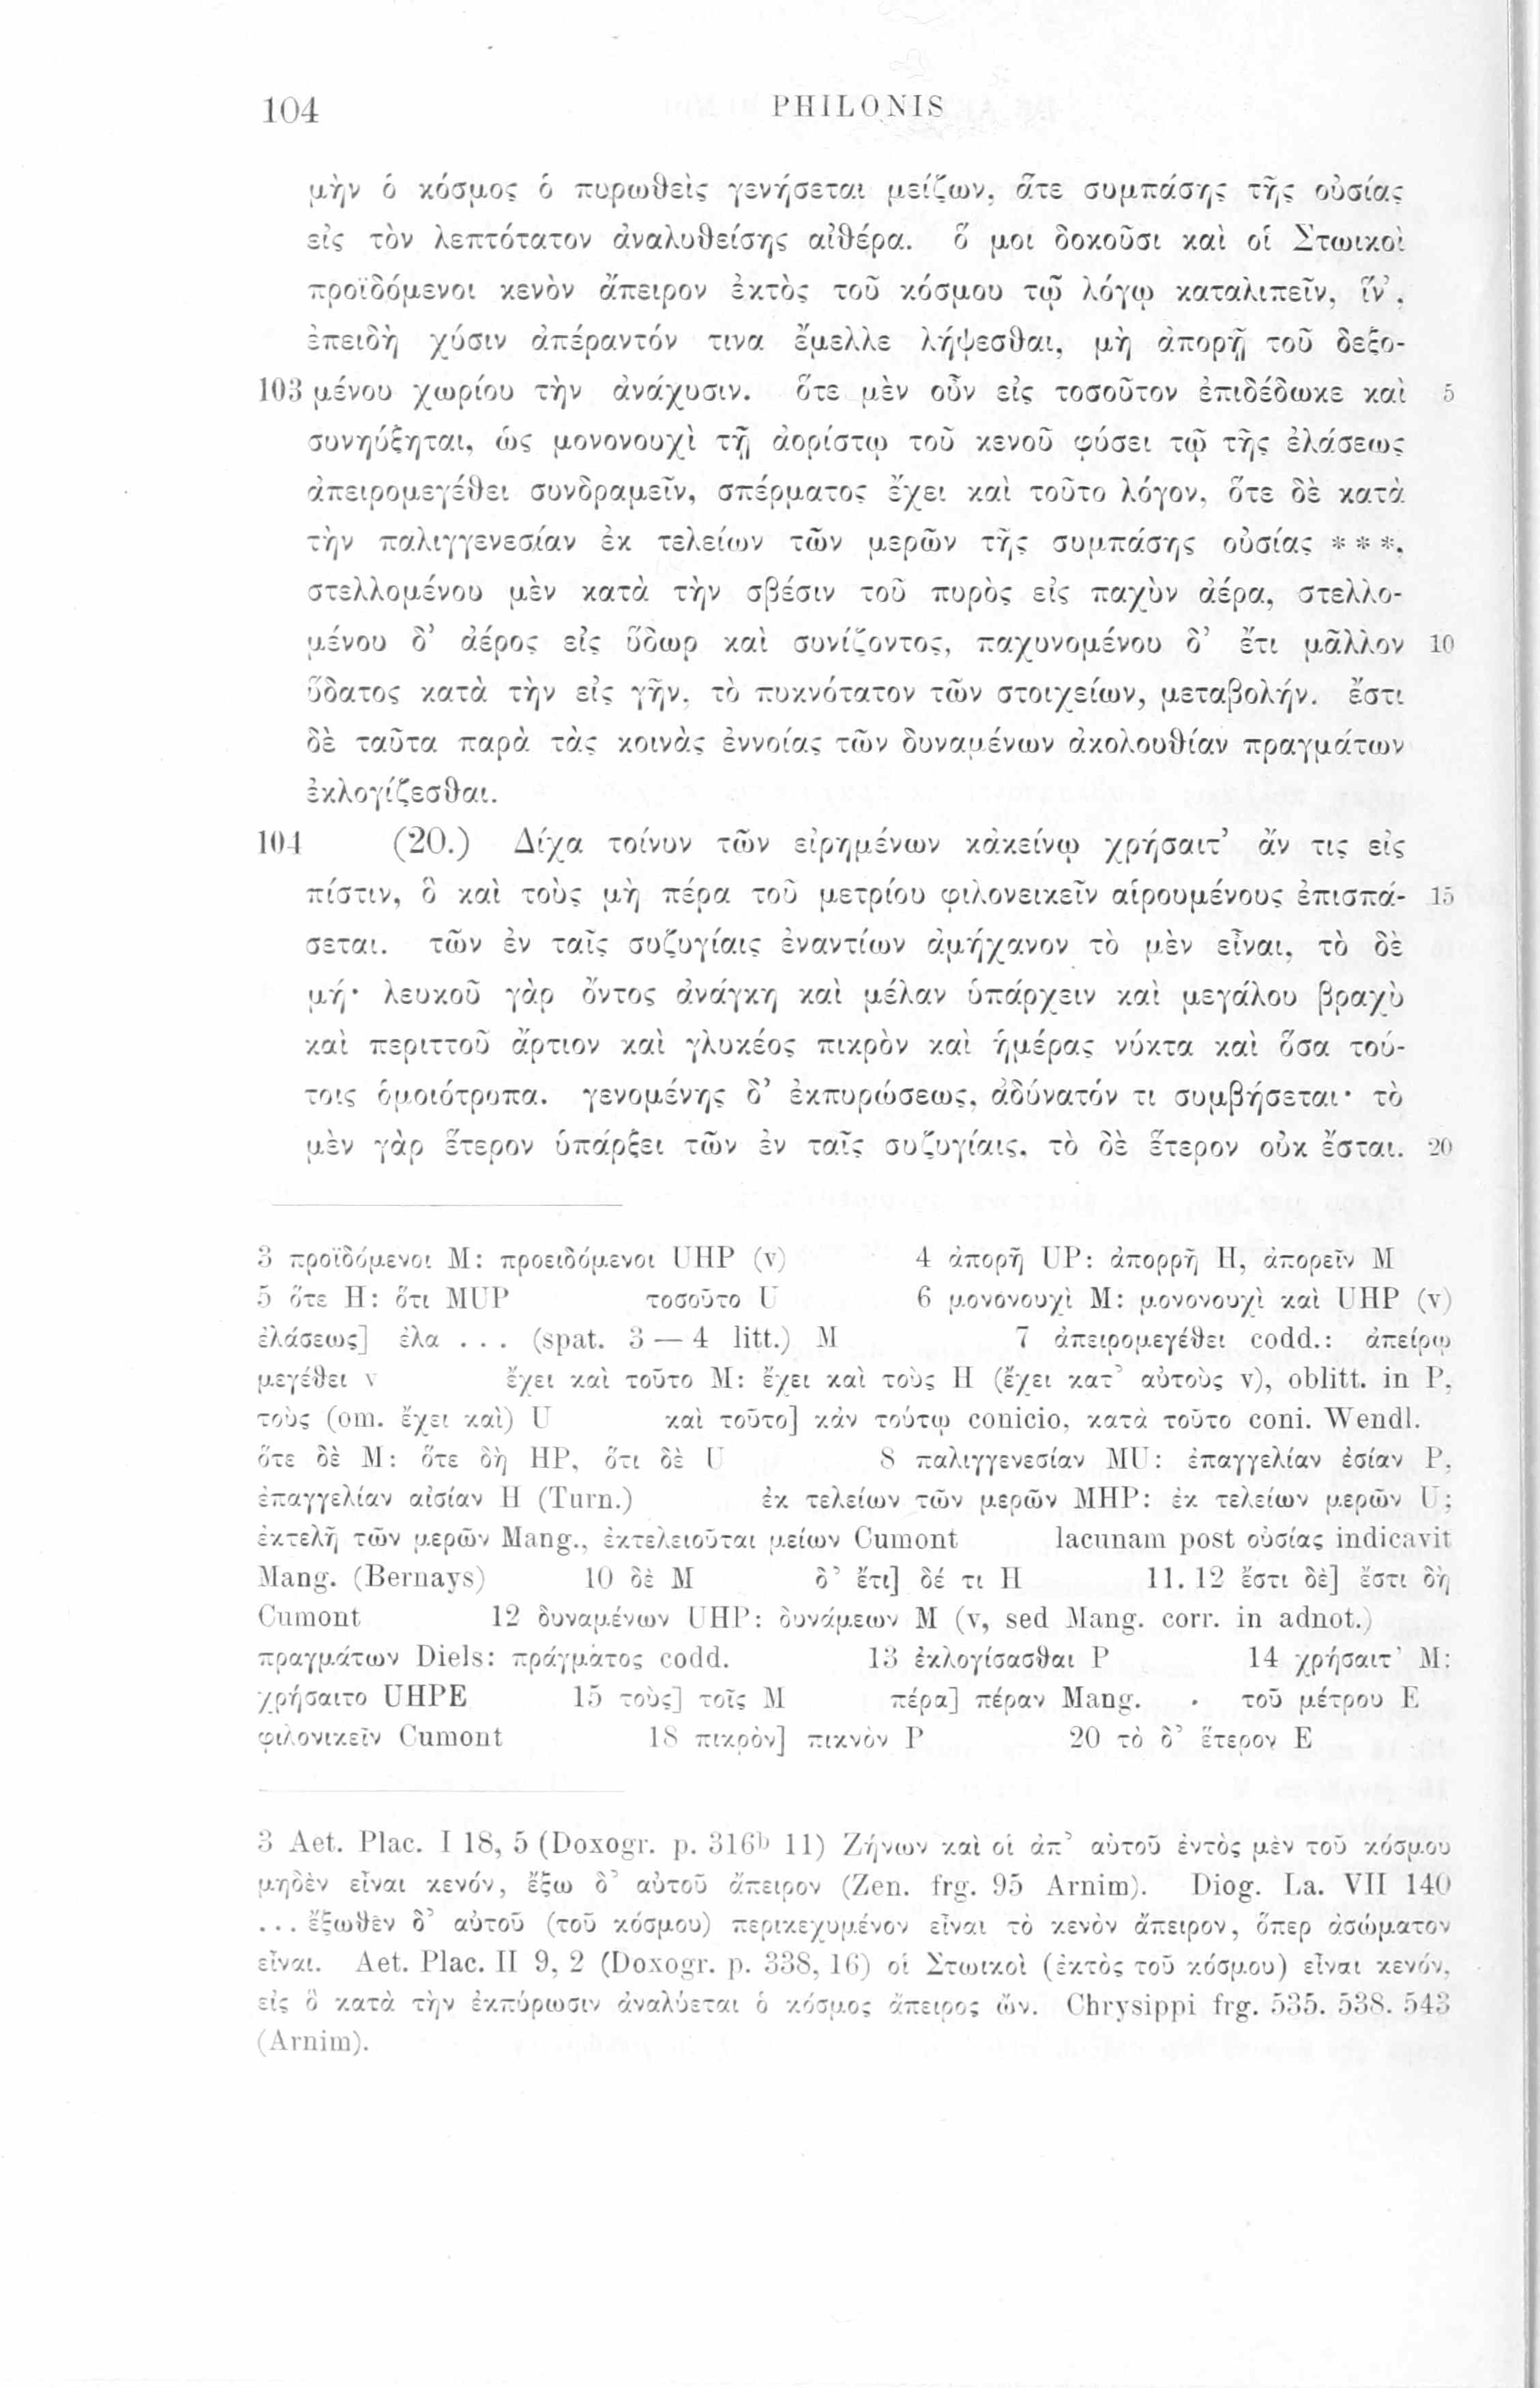 104 PHILONIS
μὴν ὁ κόσμος ὁ πυρωθεὶς γενήσεται μείζων, ἅτε συμπάσης τῆς οὐσίας
εἰς τὸν λεπτότατον ἀναλυθείσης αἰθέρα. ὅ μοι δοκοῦσι καὶ οἱ Στωικοὶ
προϊδόμενοι κενὸν ἄπειρον ἐκτὸς τοῦ κόσμου τῷ λόγῳ καταλιπεῖν, ἵν’,
ἐπειδὴ χύσιν ἀπέραντόν τινα ἔμελλε λήψεσθαι, μὴ ἀπορῇ τοῦ δεξο-
103 μένου χωρίου τὴν ἀνάχυσιν. ὅτε μὲν οὖν εἰς τοσοῦτον ἐπιδέδωκε καὶ 5
συνηύξηται, ὡς μονονουχὶ τῇ ἀορίστῳ τοῦ κενοῦ φύσει τῷ τῆς ἐλάσεως
ἀπειρομεγέθει συνδραμεῖν, σπέρματος ἔχει καὶ τοῦτο λόγον, ὅτε δὲ κατὰ
τὴν παλιγγενεσίαν ἐκ τελείων τῶν μερῶν τῆς συμπάσης οὐσίας * * *,
στελλομένου μὲν κατὰ τὴν σβέσιν τοῦ πυρὸς εἰς παχὺν ἀέρα, στελλο-
μένου δ’ ἀέρος εἰς ὕδωρ καὶ συνίζοντος, παχυνομένου δ’ ἔτι μᾶλλον 10
ὕδατος κατὰ τὴν εἰς γῆν, τὸ πυκνότατον τῶν στοιχείων, μεταβολήν. ἔστι
δὲ ταῦτα παρὰ τὰς κοινὰς ἐννοίας τῶν δυναμένων ἀκολουθίαν πραγμάτων
ἐκλογίζεσθαι.
104 (20.) Δίχα τοίνυν τῶν εἰρημένων κἀκείνῳ χρήσαιτ’ ἄν τις εἰς
πίστιν, ὃ καὶ τοὺς μὴ πέρα τοῦ μετρίου φιλονεικεῖν αἱρουμένους ἐπισπά- 15
σεται. τῶν ἐν ταῖς συζυγίαις ἐναντίων ἀμήχανον τὸ μὲν εἶναι, τὸ δὲ
μή· λευκοῦ γὰρ ὄντος ἀνάγκη καὶ μέλαν ὑπάρχειν καὶ μεγάλου βραχὺ
καὶ περιττοῦ ἄρτιον καὶ γλυκέος πικρὸν καὶ ἡμέρας νύκτα καὶ ὅσα τού-
τοις ὁμοιότροπα. γενομένης δ’ ἐκπυρώσεως, ἀδύνατόν τι συμβήσεται· τὸ
μὲν γὰρ ἕτερον ὑπάρξει τῶν ἐν ταῖς συζυγίαις, τὸ δὲ ἕτερον οὐκ ἔσται. 20
3 προϊδόμενοι M: προειδόμενοι UHP (v) 4 ἀπορῇ UP: ἀπορρῇ H, ἀπορεῖν M
5 ὅτε H: ὅτι MUP τοσοῦτο U 6 μονονουχὶ M: μονονουχὶ καὶ UHP (v)
ἐλάσεως] ἐλα . . . (spat. 3 — 4 litt.) M 7 ἀπειρομεγέθει codd.: ἀπείρῳ
μεγέθει v ἔχει καὶ τοῦτο M: ἔχει καὶ τοὺς H (ἔχει κατ’ αὐτοὺς v), oblitt. in P,
τοὺς (om. ἔχει καὶ) U καὶ τοῦτο] κἀν τούτῳ conicio, κατὰ τοῦτο coni. Wendl.
ὅτε δὲ M: ὅτε δὴ HP, ὅτι δὲ U 8 παλιγγενεσίαν MU: ἐπαγγελίαν ἐσίαν P,
ἐπαγγελίαν αἰσίαν H (Turn.) ἐκ τελείων τῶν μερῶν MHP: ἐκ τελείων μερῶν U;
ἐκτελῇ τῶν μερῶν Mang., ἐκτελειοῦται μείων Cumont lacunam post οὐσίας indicavit
Mang. (Bernays) 10 δὲ M δ’ ἔτι] δέ τι H 11. 12 ἔστι δὲ] ἔστι δὴ
Cumont 12 δυναμένων UHP: δυνάμεων M (v, sed Mang. corr. in adnot.)
πραγμάτων Diels: πράγματος codd. 13 ἐκλογίσασθαι P 14 χρήσαιτ’ M:
χρήσαιτο UHPE 15 τοὺς] τοῖς M πέρα] πέραν Mang. τοῦ μέτρου E
φιλονικεῖν Cumont 18 πικρὸν] πικνὸν P 20 τὸ δ’ ἕτερον E
3 Aet. Plac. I 18, 5 (Doxogr. p. 316ᵇ 11) Ζήνων καὶ οἱ ἀπ’ αὐτοῦ ἐντὸς μὲν τοῦ κόσμου
μηδὲν εἶναι κενόν, ἔξω δ’ αὐτοῦ ἄπειρον (Zen. frg. 95 Arnim). Diog. La. VII 140
... ἔξωθεν δ’ αὐτοῦ (τοῦ κόσμου) περικεχυμένον εἶναι τὸ κενὸν ἄπειρον, ὅπερ ἀσώματον
εἶναι. Aet. Plac. II 9, 2 (Doxogr. p. 338, 16) οἱ Στωικοὶ (ἐκτὸς τοῦ κόσμου) εἶναι κενόν,
εἰς ὃ κατὰ τὴν ἐκπύρωσιν ἀναλύεται ὁ κόσμος ἄπειρος ὤν. Chrysippi frg. 535. 538. 543
(Arnim).